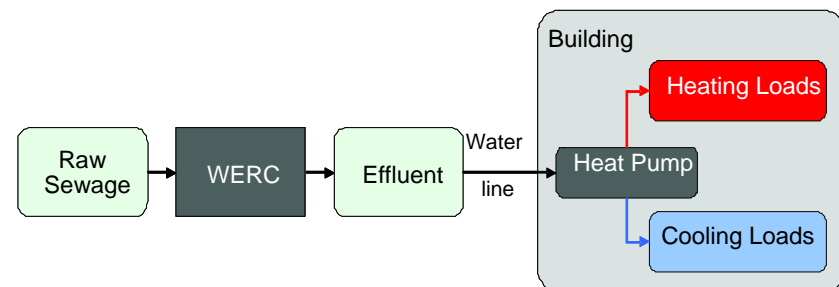 Building
Heating Loads
Raw
Sewage
WERC
Effluent
Water
line
Heat Pump
Cooling Loads